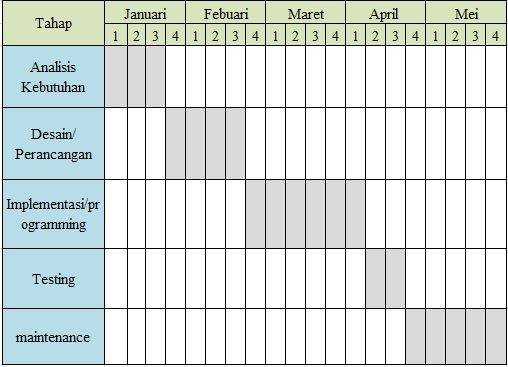 Tahap Januari Febuari Maret April Mei
1 2 3 4 1 2 3 4 1 2 3 4 1 2 3 4 1 2 3 4
Analisis
Kebutuhan
Desain/
Perancangan
Implementasi/pr
ogramming
Testing
maintenance